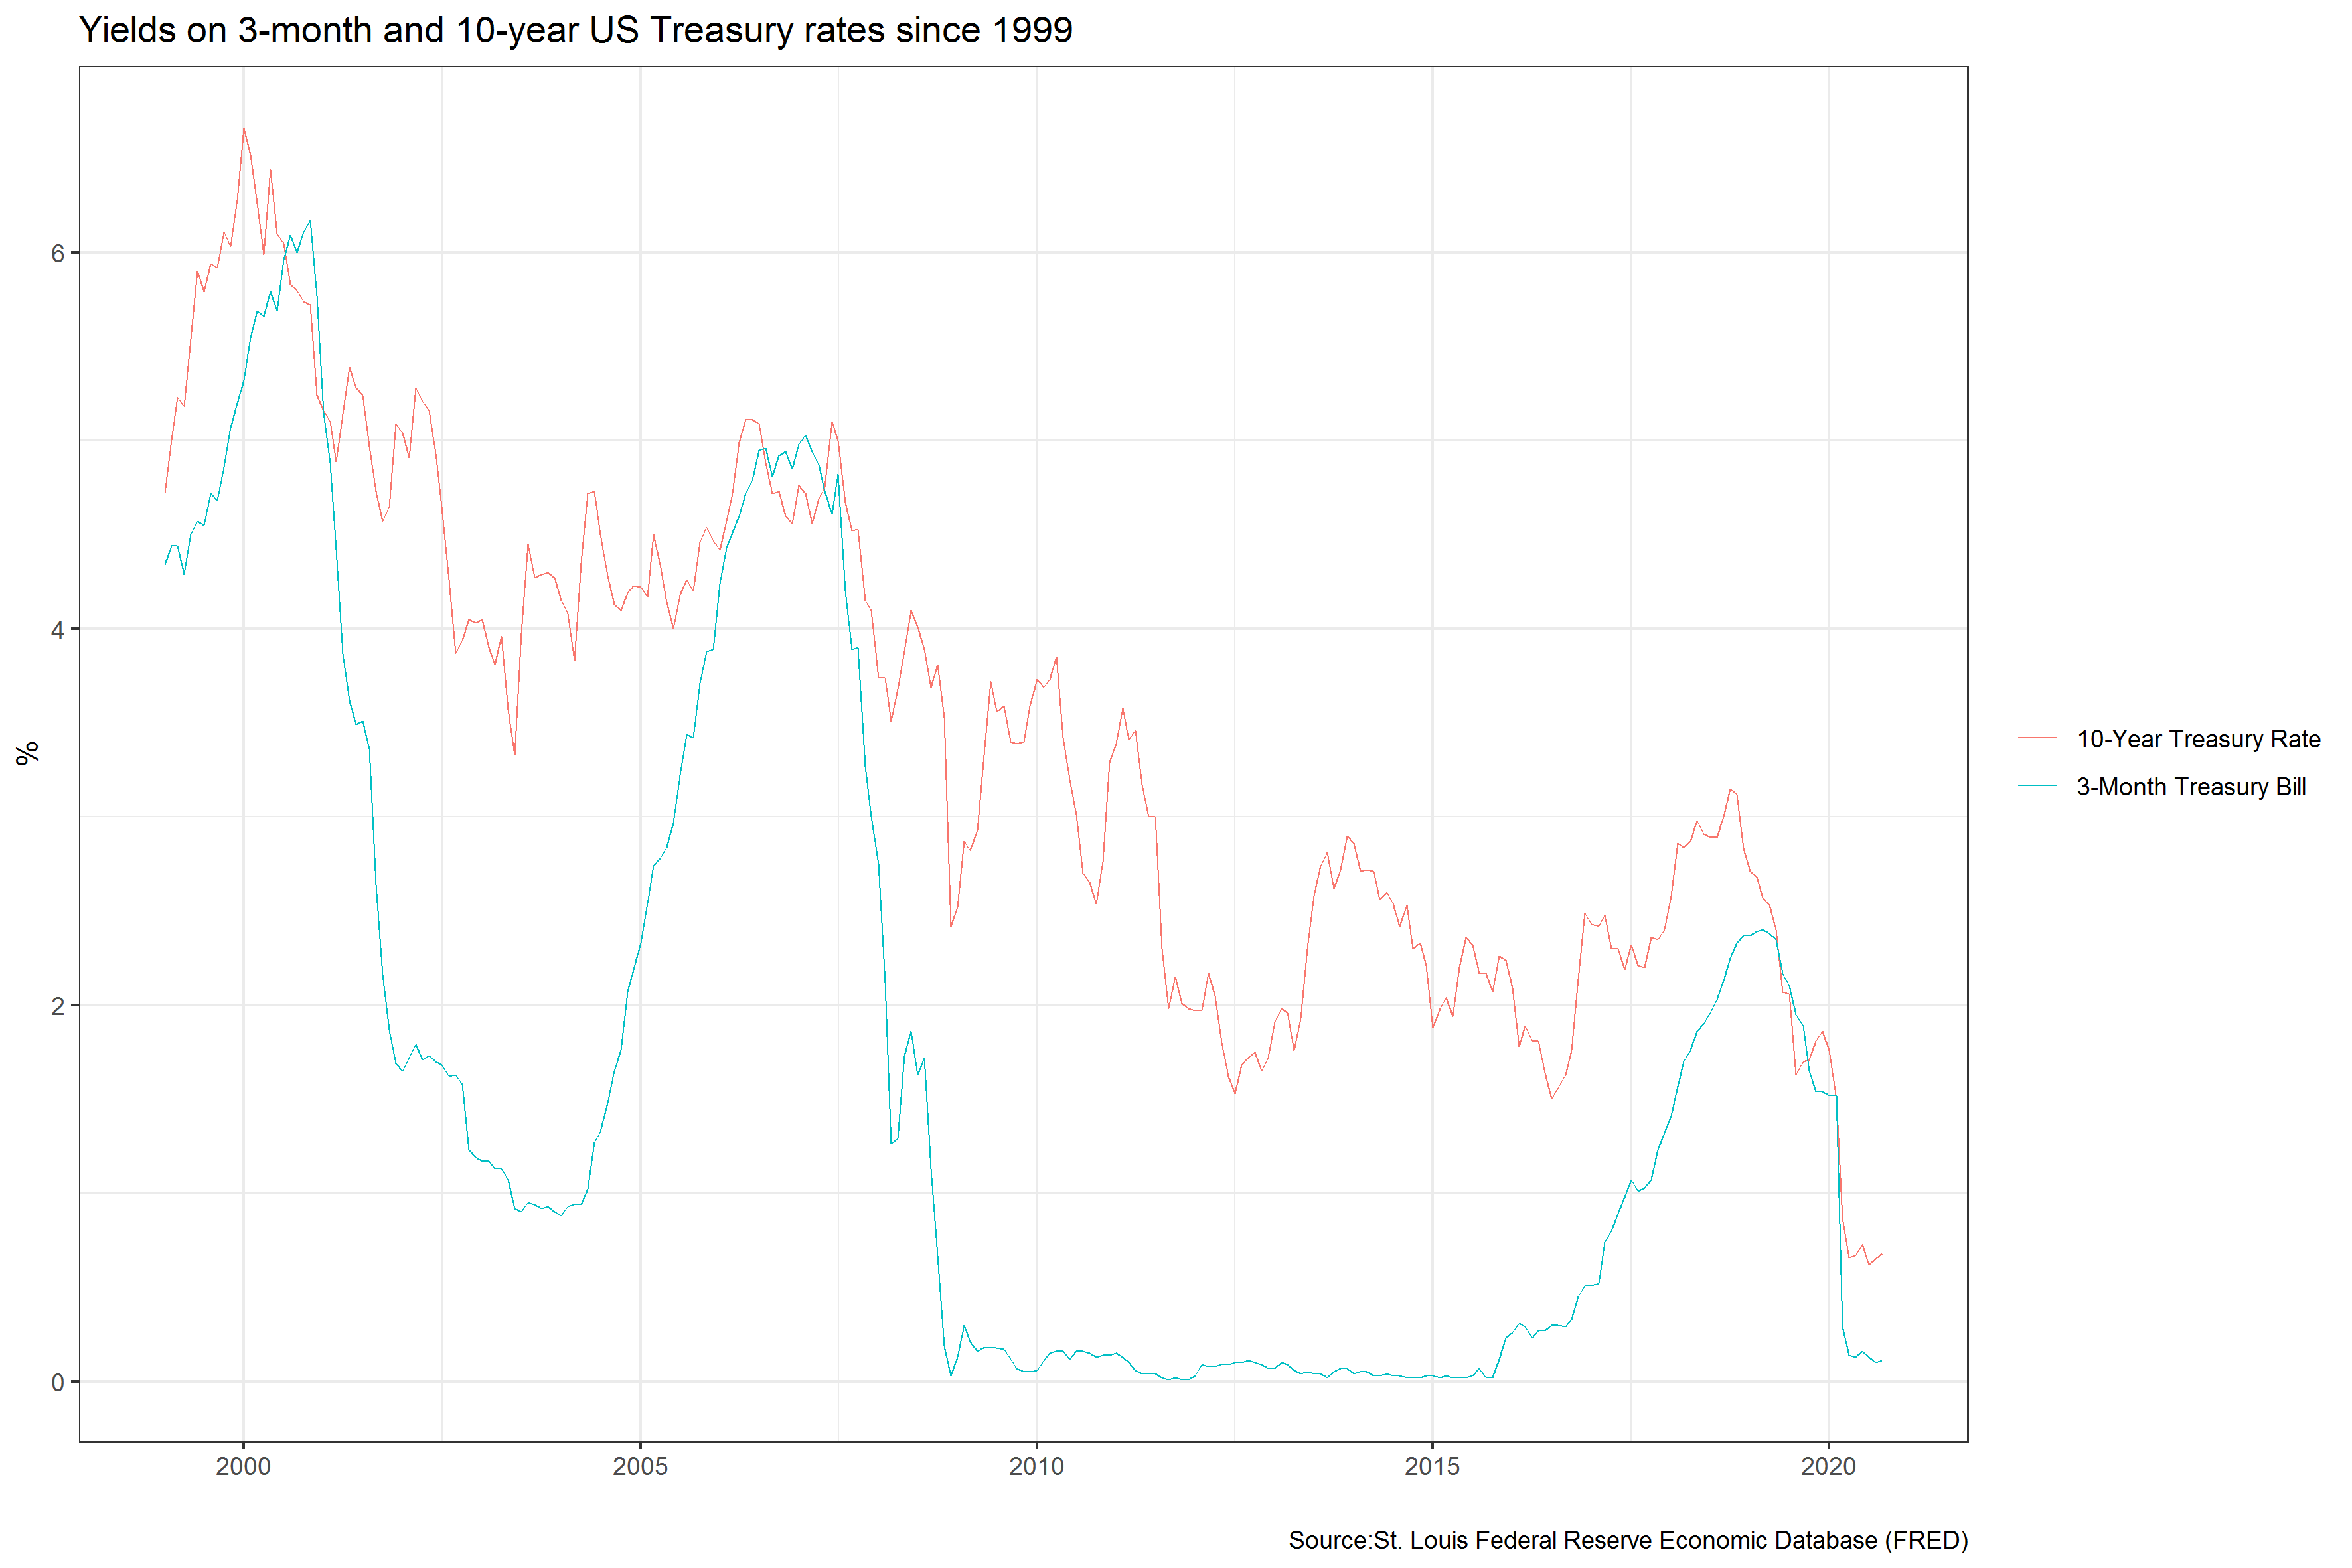 Yields on 3-month and 10-year US Treasury rates since 1999
6
4
2
0
%
2000
2005
2010
2015
2020
10-Year Treasury Rate
3-Month Treasury Bill
Source:St. Louis Federal Reserve Economic Database (FRED)